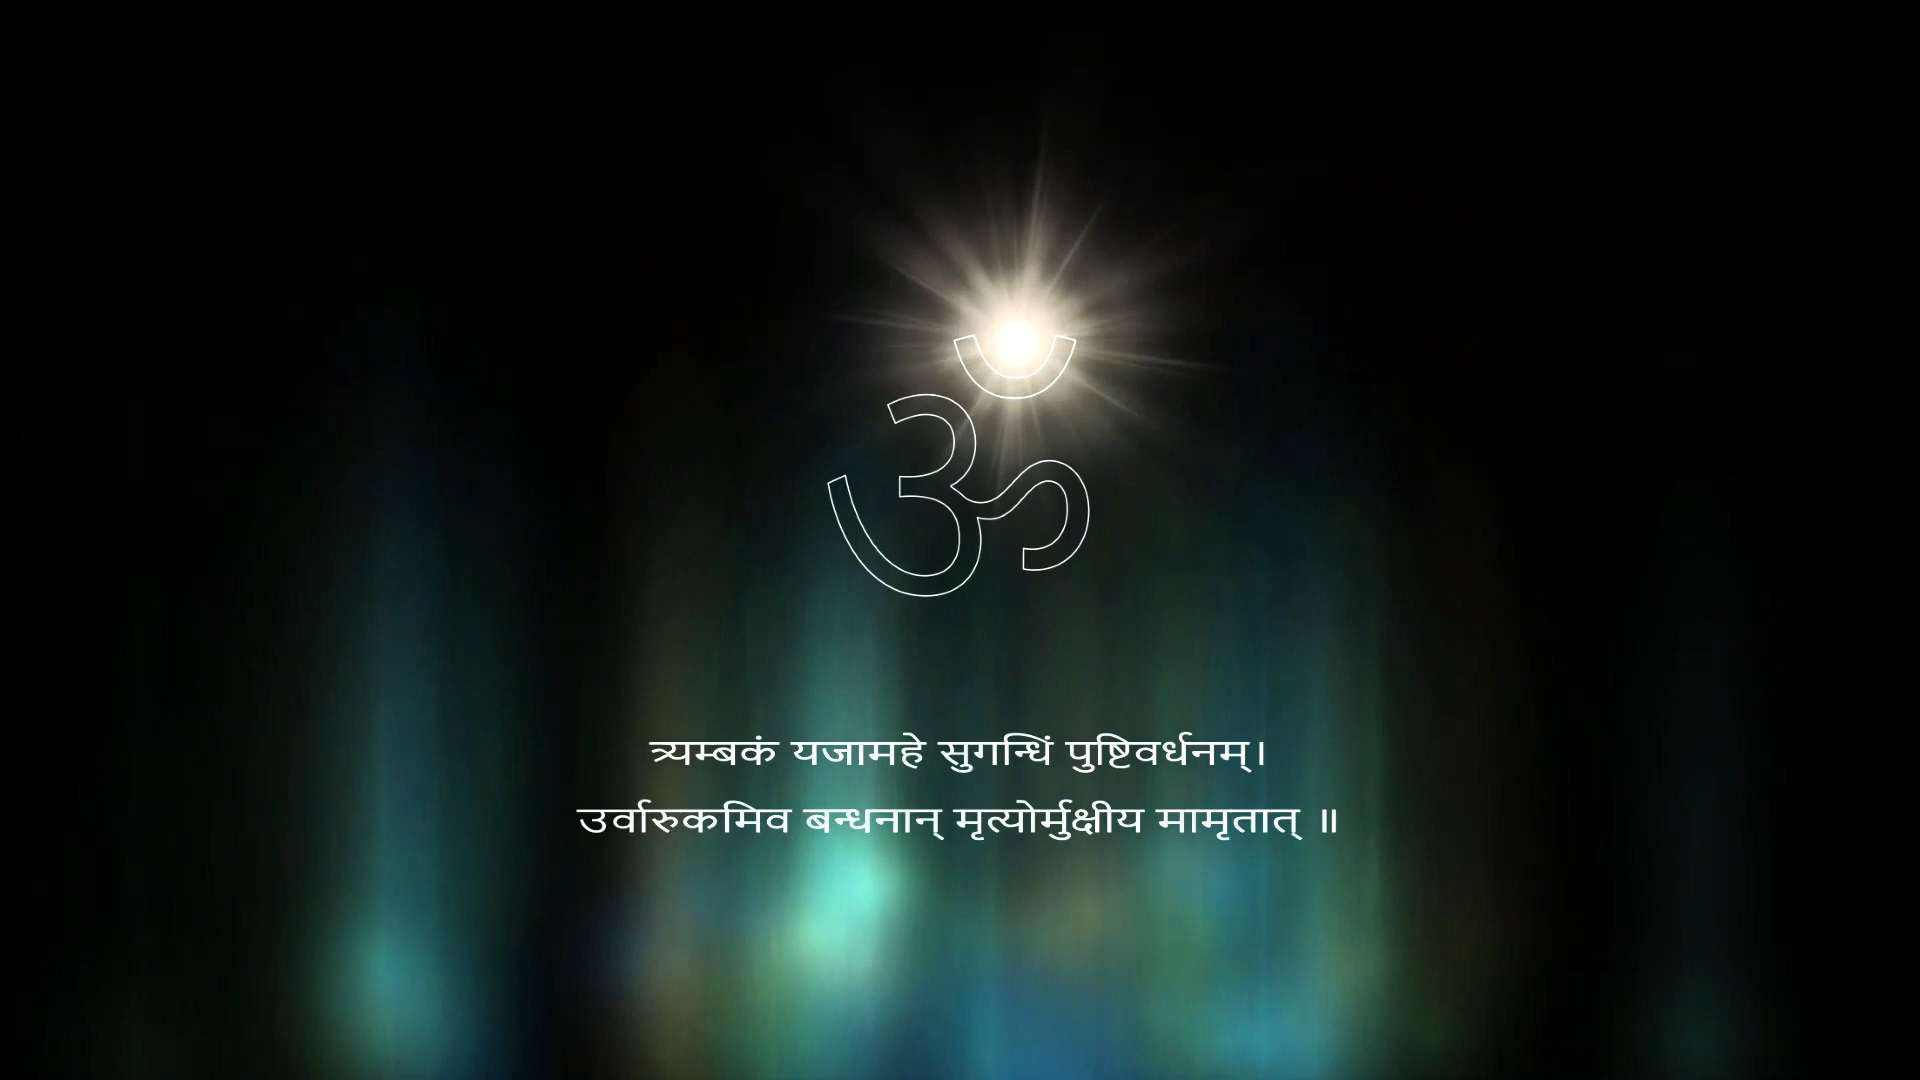 ॐ
त्र्यम्बकं यजामहे सुगन्धिं पुष्टिवर्धनम्।
उर्वारुकमिव बन्धनान् मृत्योर्मुक्षीय मामृतात् ॥